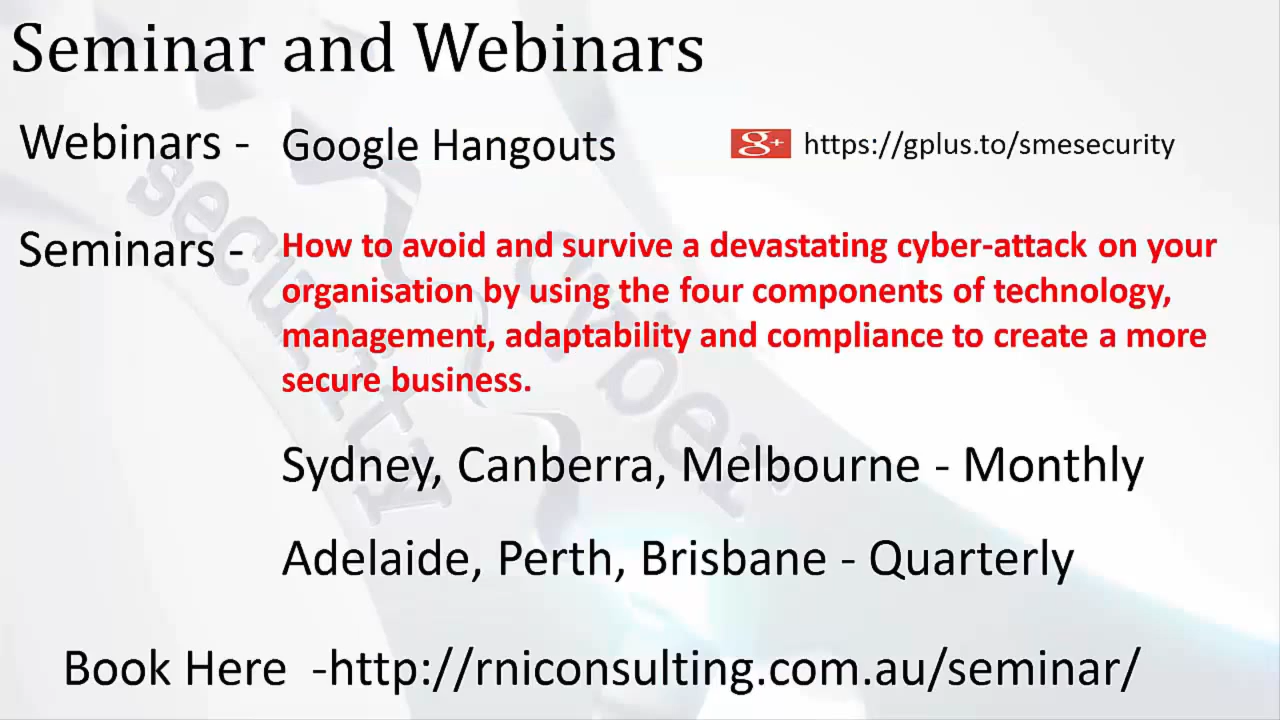 Seminar and Webinars
Webinars - Google Hangouts g+ https://gplus.to/smesecurity
Seminars - How to avoid and survive a devastating cyber-attack on your
organisation by using the four components of technology,
management, adaptability and compliance to create a more
secure business.
Sydney, Canberra, Melbourne - Monthly
Adelaide, Perth, Brisbane - Quarterly
Book Here -http://rniconsulting.com.au/seminar/
security
cyber